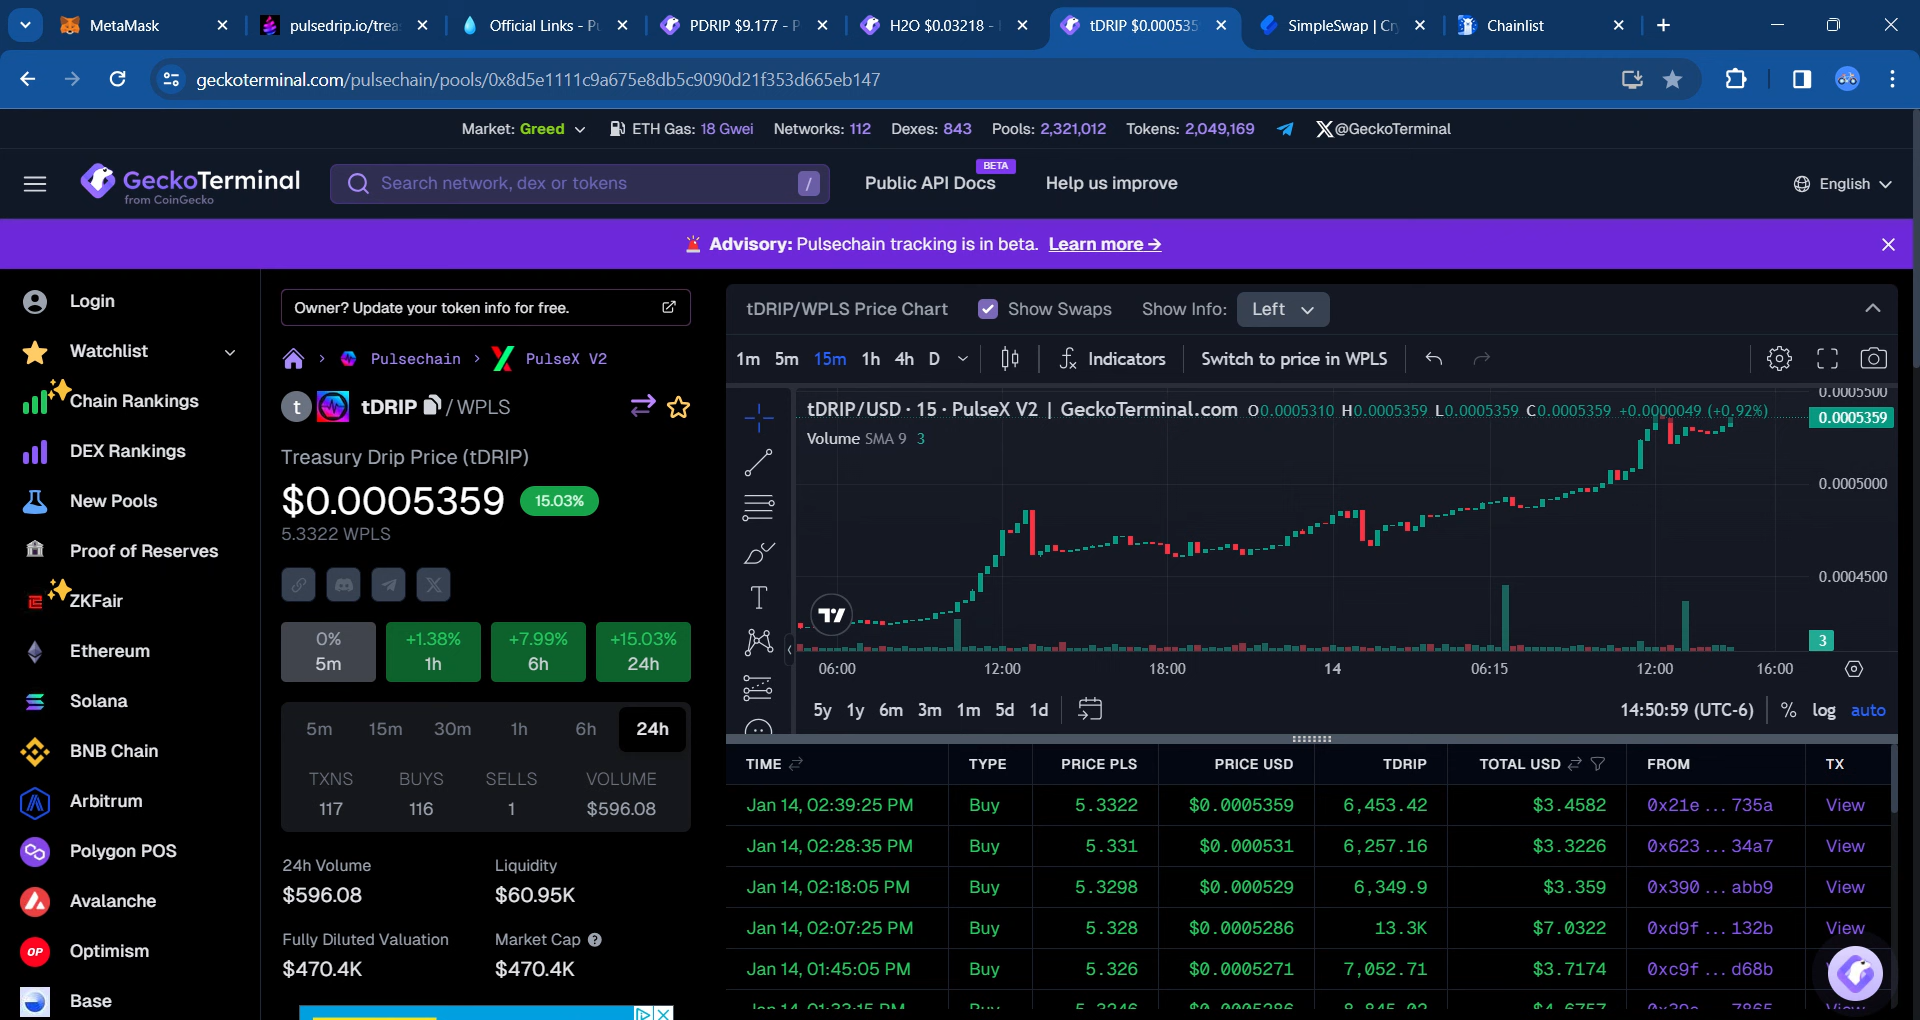 MetaMask
pulsedrip.io/trea
Official Links - Pu
PDRIP $9.177 - P
H2O $0.03218 -
tDRIP $0.000535
SimpleSwap | Cry
Chainlist
geckoterminal.com/pulsechain/pools/0x8d5e1111c9a675e8db5c9090d21f353d665eb147
Market: Greed ETH Gas: 18 Gwei Networks: 112 Dexes: 843 Pools: 2,321,012 Tokens: 2,049,169 X@GeckoTerminal
GeckoTerminal
from CoinGecko
Search network, dex or tokens /
Public API Docs
BETA
Help us improve
English
Advisory: Pulsechain tracking is in beta. Learn more →
Login
Watchlist
Chain Rankings
DEX Rankings
New Pools
Proof of Reserves
ZKFair
Ethereum
Solana
BNB Chain
Arbitrum
Polygon POS
Avalanche
OP Optimism
Base
Owner? Update your token info for free.
Pulsechain > PulseX V2
t tDRIP / WPLS
Treasury Drip Price (tDRIP)
$0.0005359 15.03%
5.3322 WPLS
0% +1.38% +7.99% +15.03%
5m 1h 6h 24h
5m 15m 30m 1h 6h 24h
TXNS BUYS SELLS VOLUME
117 116 1 $596.08
24h Volume Liquidity
$596.08 $60.95K
Fully Diluted Valuation Market Cap ?
$470.4K $470.4K
tDRIP/WPLS Price Chart Show Swaps Show Info: Left
1m 5m 15m 1h 4h D Indicators Switch to price in WPLS
tDRIP/USD · 15 · PulseX V2 | GeckoTerminal.com O0.0005310 H0.0005359 L0.0005359 C0.0005359 +0.0000049 (+0.92%)
Volume SMA 9 3
0.0005500
0.0005359
0.0005000
0.0004500
3
T
06:00 12:00 18:00 14 06:15 12:00 16:00
5y 1y 6m 3m 1m 5d 1d 14:50:59 (UTC-6) % log auto
TIME TYPE PRICE PLS PRICE USD TDRIP TOTAL USD FROM TX
Jan 14, 02:39:25 PM Buy 5.3322 $0.0005359 6,453.42 $3.4582 0x21e ... 735a View
Jan 14, 02:28:35 PM Buy 5.331 $0.000531 6,257.16 $3.3226 0x623 ... 34a7 View
Jan 14, 02:18:05 PM Buy 5.3298 $0.000529 6,349.9 $3.359 0x390 ... abb9 View
Jan 14, 02:07:25 PM Buy 5.328 $0.0005286 13.3K $7.0322 0xd9f ... 132b View
Jan 14, 01:45:05 PM Buy 5.326 $0.0005271 7,052.71 $3.7174 0xc9f ... d68b View